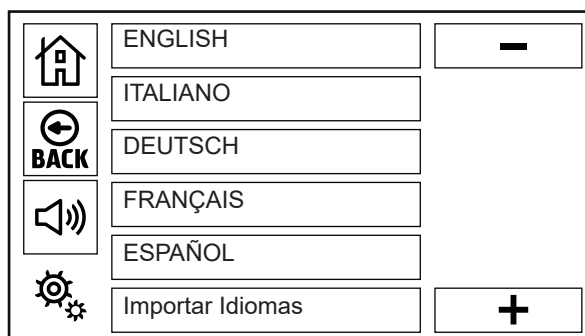 ENGLISH
ITALIANO
BACK
DEUTSCH
FRANÇAIS
ESPAÑOL
Importar Idiomas